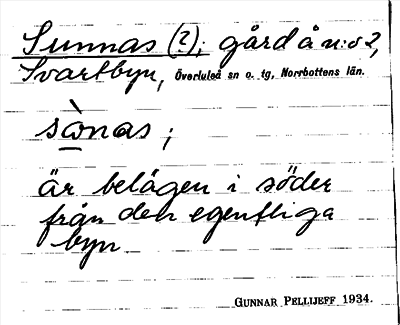 Sunnas (?); gård å n:o 2,
Svartbyn, Överluleå sn o. tg, Norrbottens län.
sὼnas ;
är belägen i söder
från den egentliga
byn
GUNNAR PELLIJEFF 1934.